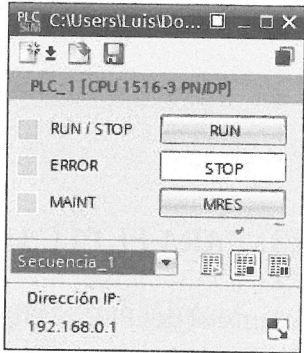 PLC SIM C:\Users\Luis\Do...
PLC_1 [CPU 1516-3 PN/DP]
RUN / STOP RUN
ERROR STOP
MAINT MRES
Secuencia_1
Dirección IP:
192.168.0.1